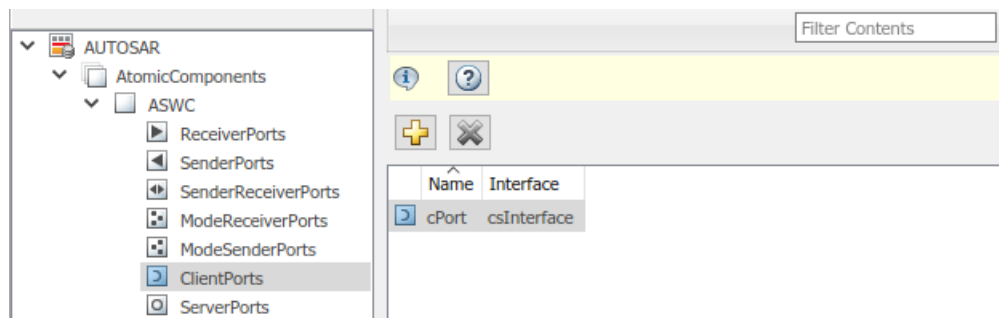 Filter Contents
AUTOSAR
AtomicComponents
ASWC
ReceiverPorts
SenderPorts
SenderReceiverPorts
ModeReceiverPorts
ModeSenderPorts
ClientPorts
ServerPorts
Name Interface
cPort csInterface